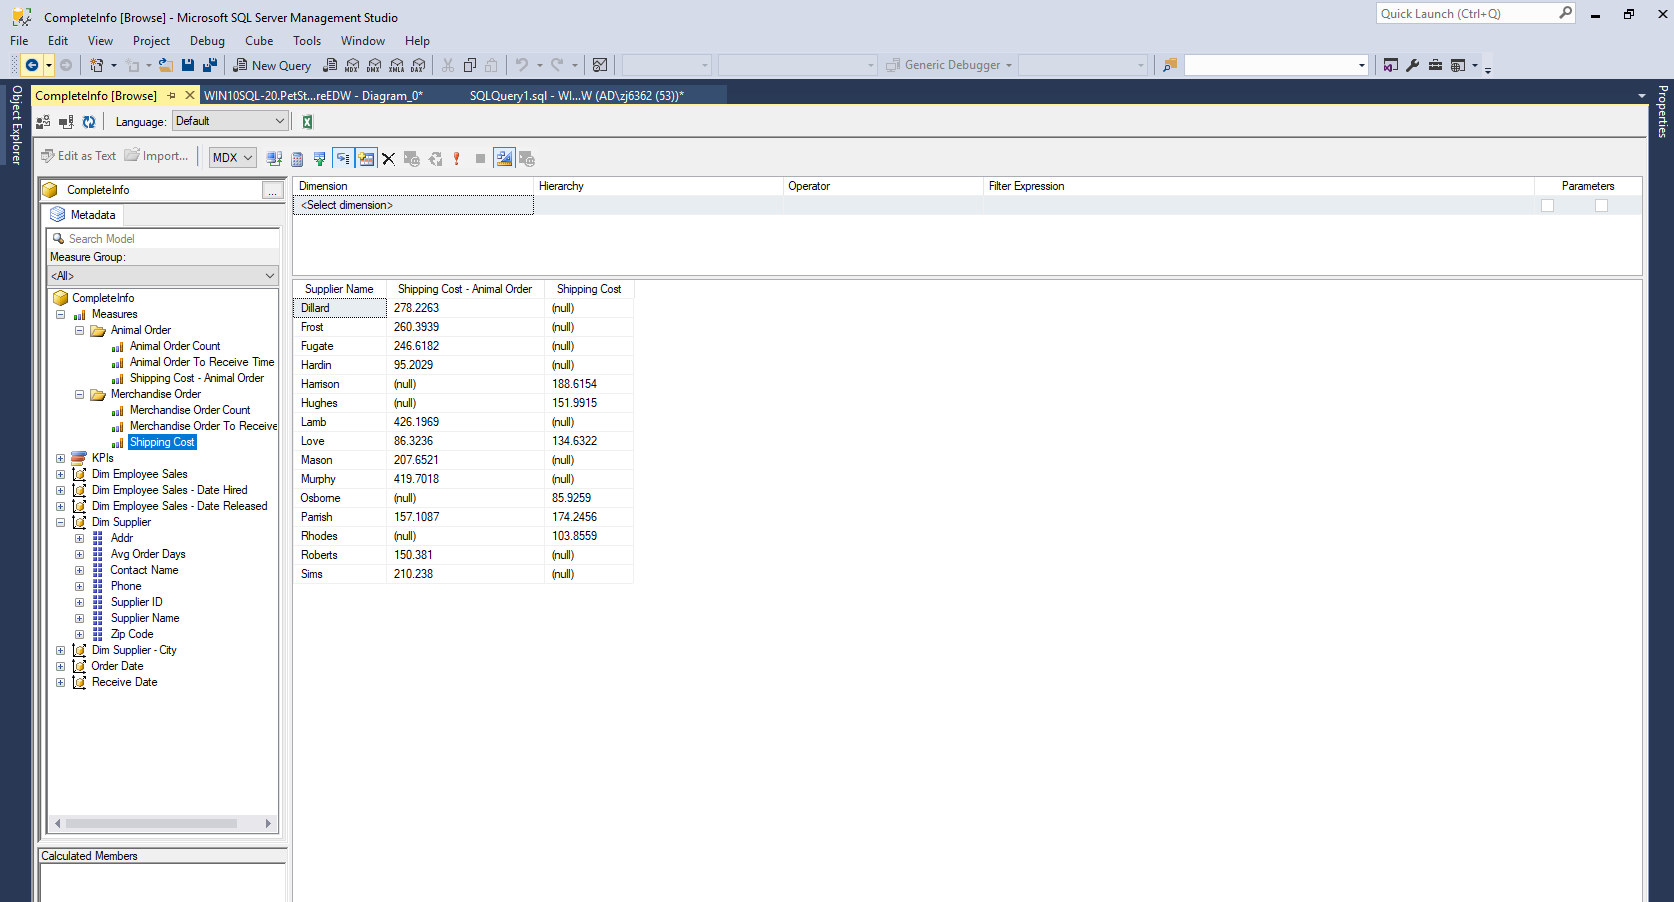 CompleteInfo [Browse] - Microsoft SQL Server Management Studio
Quick Launch (Ctrl+Q)
File Edit View Project Debug Cube Tools Window Help
New Query MDX DMX XMLA DAX Generic Debugger
Object Explorer
CompleteInfo [Browse] WIN10SQL-20.PetSt...reEDW - Diagram_0* SQLQuery1.sql - WI...W (AD\zj6362 (53))*
Properties
Language: Default
Edit as Text Import... MDX
CompleteInfo ...
Metadata
Search Model
Measure Group:
<All>
CompleteInfo
Measures
Animal Order
Animal Order Count
Animal Order To Receive Time
Shipping Cost - Animal Order
Merchandise Order
Merchandise Order Count
Merchandise Order To Receive
Shipping Cost
KPIs
Dim Employee Sales
Dim Employee Sales - Date Hired
Dim Employee Sales - Date Released
Dim Supplier
Addr
Avg Order Days
Contact Name
Phone
Supplier ID
Supplier Name
Zip Code
Dim Supplier - City
Order Date
Receive Date
Calculated Members
Dimension Hierarchy Operator Filter Expression Parameters
<Select dimension>
Supplier Name Shipping Cost - Animal Order Shipping Cost
Dillard 278.2263 (null)
Frost 260.3939 (null)
Fugate 246.6182 (null)
Hardin 95.2029 (null)
Harrison (null) 188.6154
Hughes (null) 151.9915
Lamb 426.1969 (null)
Love 86.3236 134.6322
Mason 207.6521 (null)
Murphy 419.7018 (null)
Osborne (null) 85.9259
Parrish 157.1087 174.2456
Rhodes (null) 103.8559
Roberts 150.381 (null)
Sims 210.238 (null)